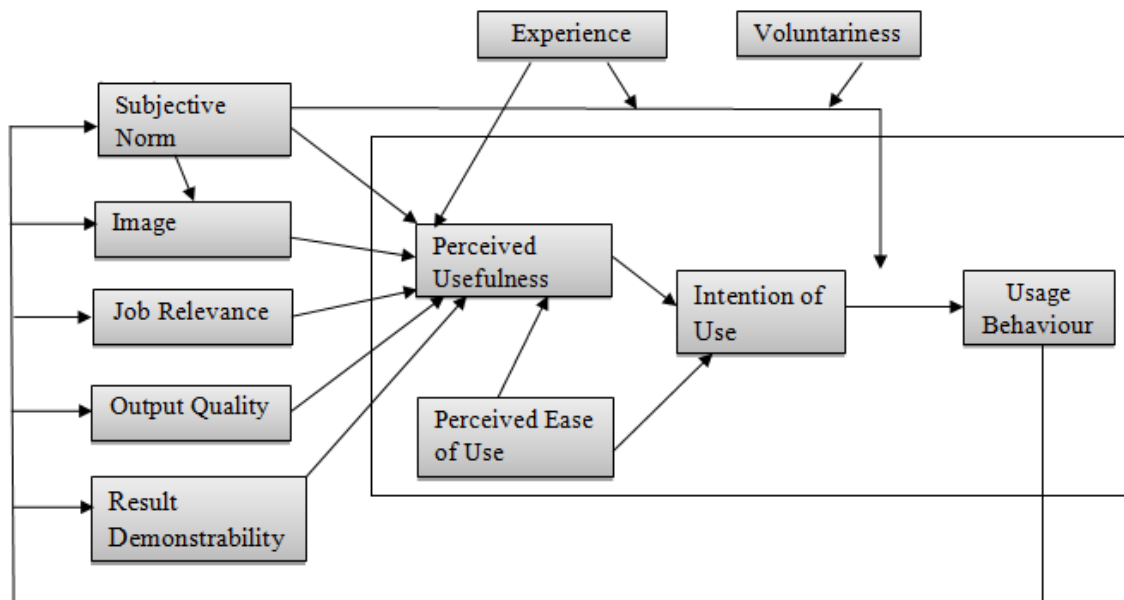 Experience
Voluntariness
Subjective
Norm
Image
Perceived
Usefulness
Job Relevance
Intention of
Use
Usage
Behaviour
Output Quality
Perceived Ease
of Use
Result
Demonstrability